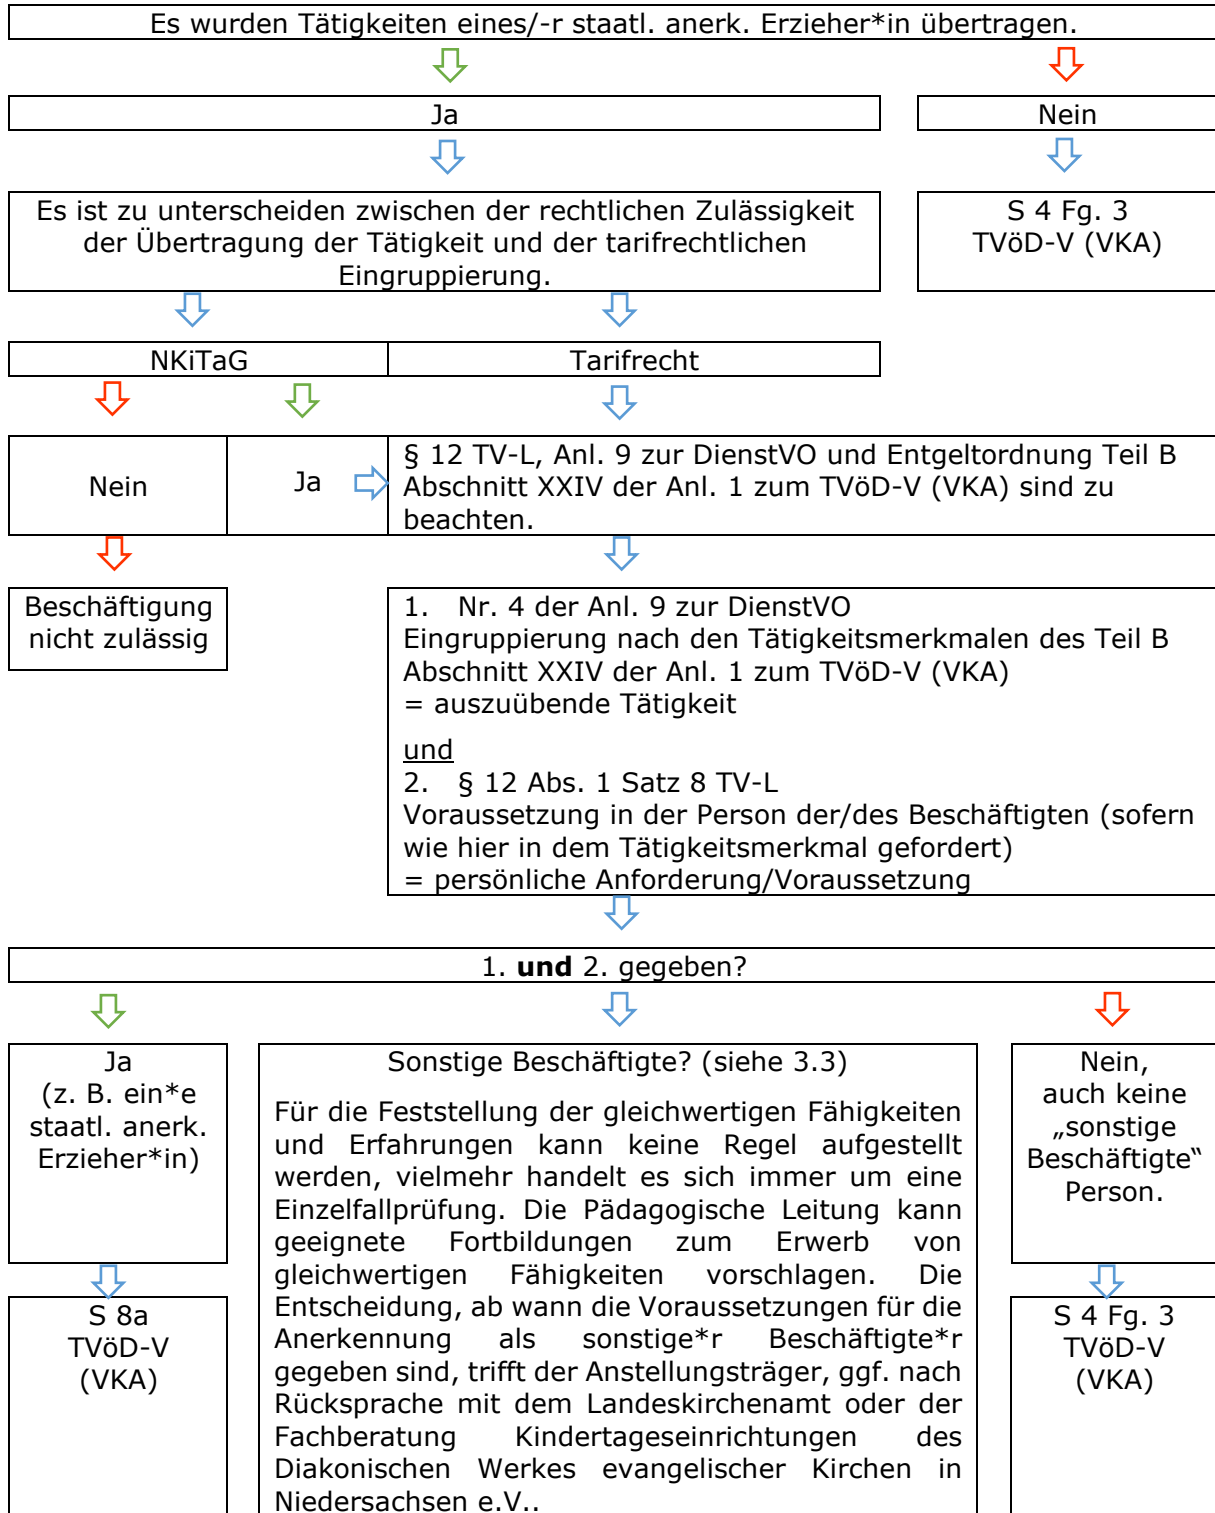 Es wurden Tätigkeiten eines/-r staatl. anerk. Erzieher*in übertragen.
Ja
Nein
Es ist zu unterscheiden zwischen der rechtlichen Zulässigkeit
der Übertragung der Tätigkeit und der tarifrechtlichen
Eingruppierung.
S 4 Fg. 3
TVöD-V (VKA)
NKiTaG
Tarifrecht
Nein
Ja
§ 12 TV-L, Anl. 9 zur DienstVO und Entgeltordnung Teil B
Abschnitt XXIV der Anl. 1 zum TVöD-V (VKA) sind zu
beachten.
Beschäftigung
nicht zulässig
1. Nr. 4 der Anl. 9 zur DienstVO
Eingruppierung nach den Tätigkeitsmerkmalen des Teil B
Abschnitt XXIV der Anl. 1 zum TVöD-V (VKA)
= auszuübende Tätigkeit
und
2. § 12 Abs. 1 Satz 8 TV-L
Voraussetzung in der Person der/des Beschäftigten (sofern
wie hier in dem Tätigkeitsmerkmal gefordert)
= persönliche Anforderung/Voraussetzung
1. und 2. gegeben?
Ja
(z. B. ein*e
staatl. anerk.
Erzieher*in)
Sonstige Beschäftigte? (siehe 3.3)
Für die Feststellung der gleichwertigen Fähigkeiten
und Erfahrungen kann keine Regel aufgestellt
werden, vielmehr handelt es sich immer um eine
Einzelfallprüfung. Die Pädagogische Leitung kann
geeignete Fortbildungen zum Erwerb von
gleichwertigen Fähigkeiten vorschlagen. Die
Entscheidung, ab wann die Voraussetzungen für die
Anerkennung als sonstige*r Beschäftigte*r
gegeben sind, trifft der Anstellungsträger, ggf. nach
Rücksprache mit dem Landeskirchenamt oder der
Fachberatung Kindertageseinrichtungen des
Diakonischen Werkes evangelischer Kirchen in
Niedersachsen e.V..
Nein,
auch keine
„sonstige
Beschäftigte“
Person.
S 8a
TVöD-V
(VKA)
S 4 Fg. 3
TVöD-V
(VKA)